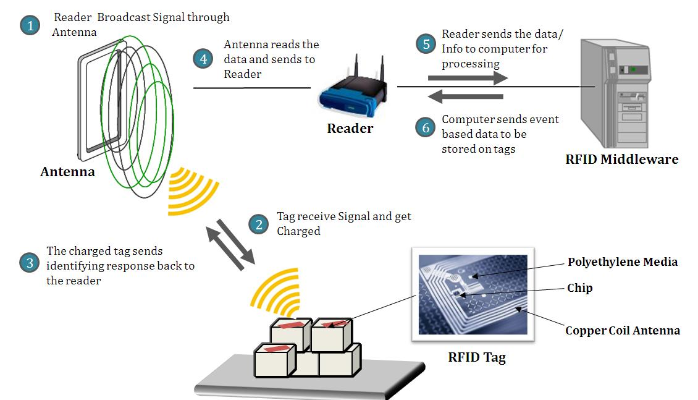 1
Reader Broadcast Signal through
Antenna
4
Antenna reads the
data and sends to
Reader
5
Reader sends the data/
Info to computer for
processing
Reader
6
Computer sends event
based data to be
stored on tags
RFID Middleware
Antenna
2
Tag receive Signal and get
Charged
3
The charged tag sends
identifying response back to
the reader
Polyethylene Media
Chip
Copper Coil Antenna
RFID Tag